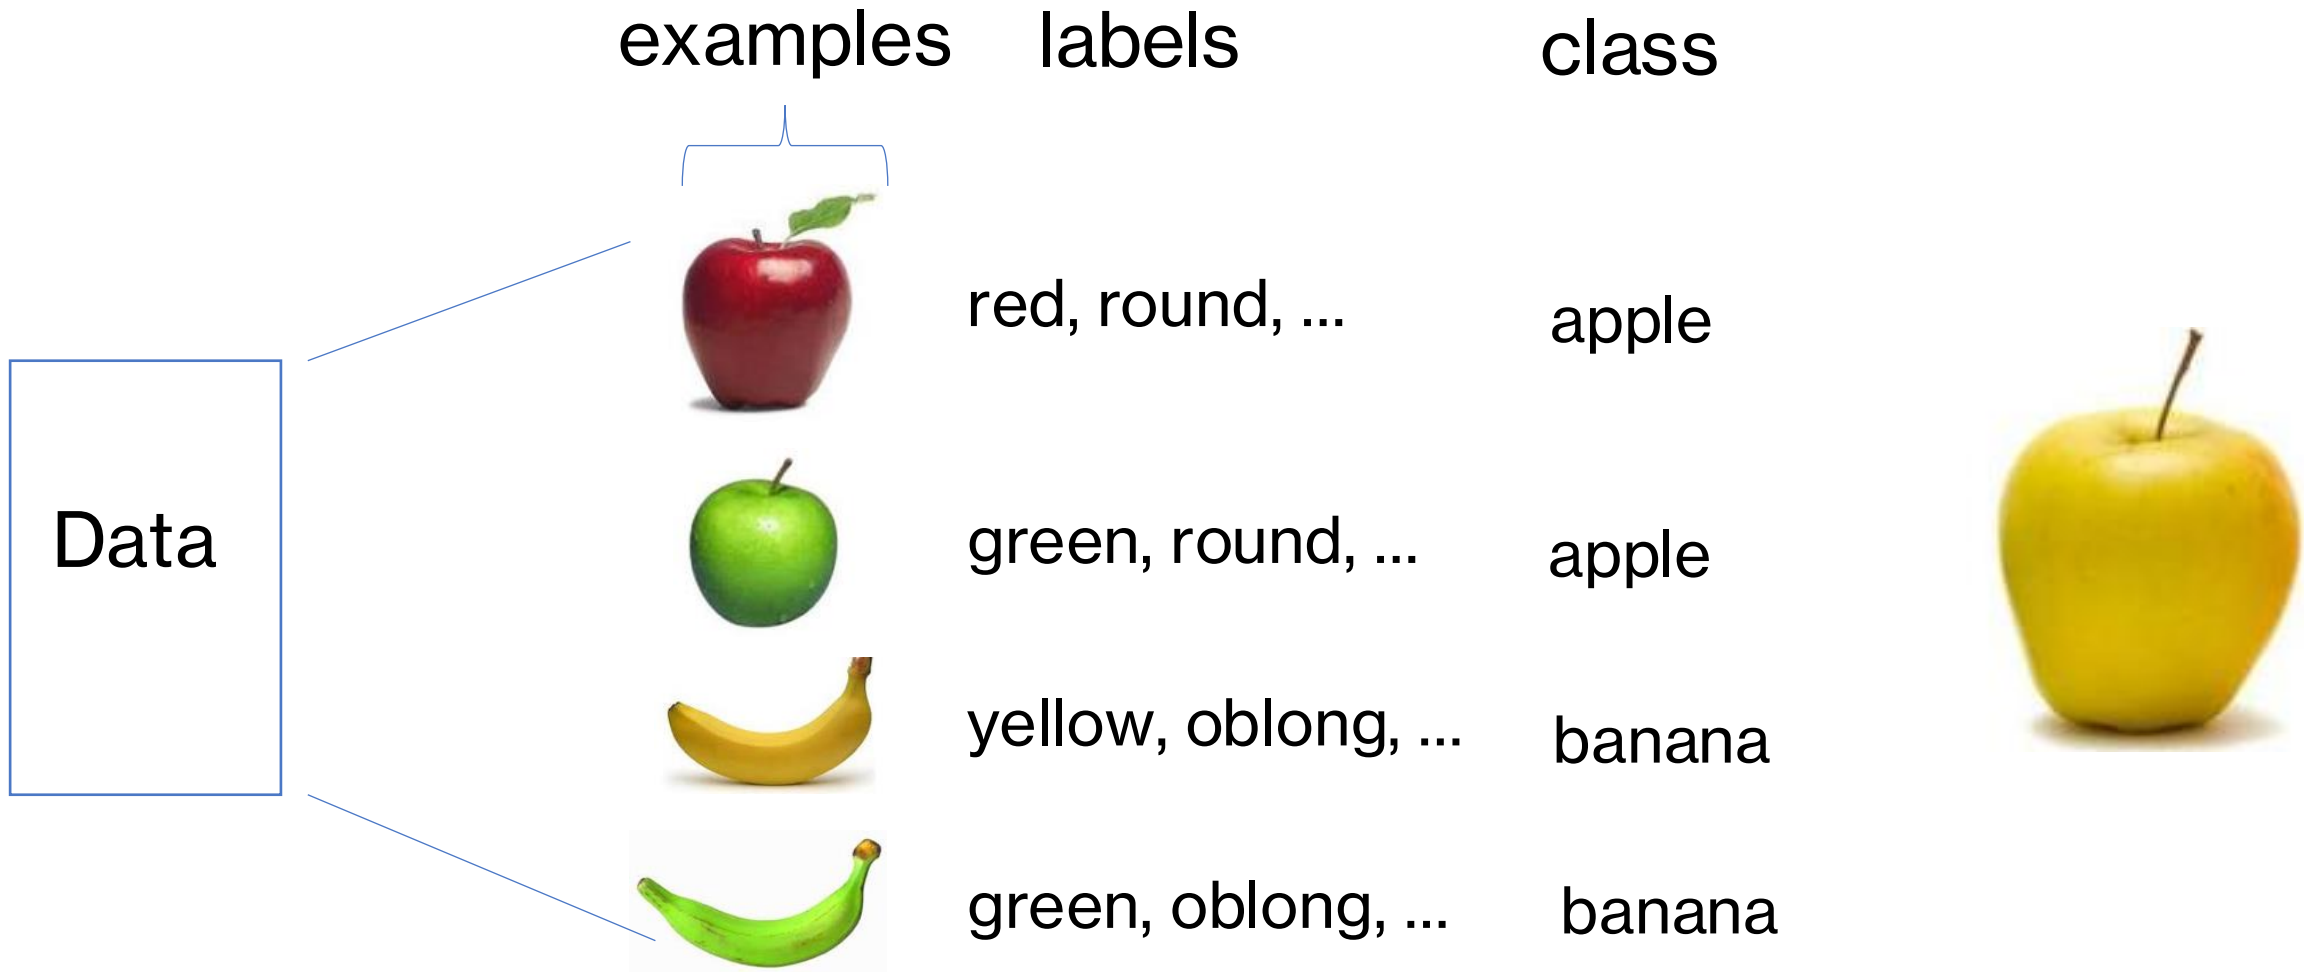 examples labels class
red, round, ...
apple
green, round, ...
apple
Data
yellow, oblong, ...
banana
green, oblong, ...
banana